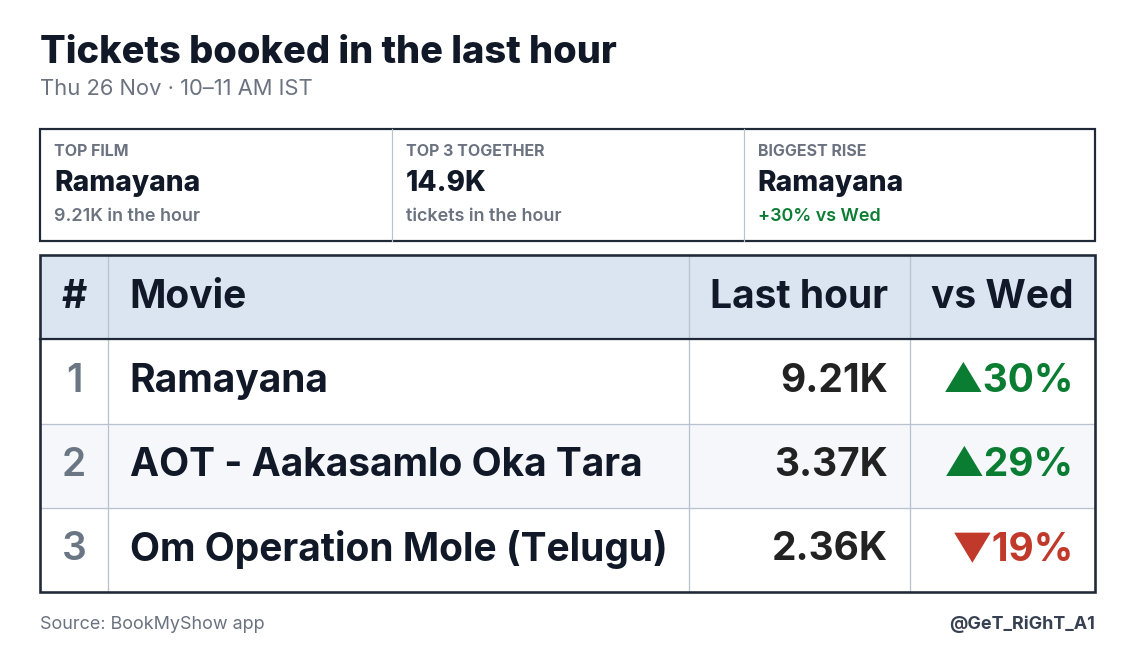 Tickets booked in the last hour
Thu 26 Nov · 10–11 AM IST
TOP FILM
Ramayana
9.21K in the hour
TOP 3 TOGETHER
14.9K
tickets in the hour
BIGGEST RISE
Ramayana
+30% vs Wed
# Movie Last hour vs Wed
1 Ramayana 9.21K ▲30%
2 AOT - Aakasamlo Oka Tara 3.37K ▲29%
3 Om Operation Mole (Telugu) 2.36K ▼19%
Source: BookMyShow app
@GeT_RiGhT_A1